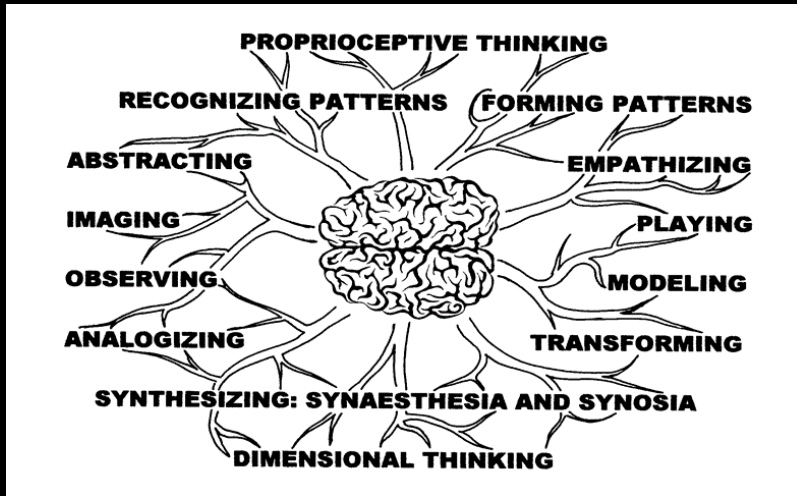 PROPRIOCEPTIVE THINKING
RECOGNIZING PATTERNS
FORMING PATTERNS
ABSTRACTING
EMPATHIZING
IMAGING
PLAYING
OBSERVING
MODELING
ANALOGIZING
TRANSFORMING
SYNTHESIZING: SYNAESTHESIA AND SYNOSIA
DIMENSIONAL THINKING